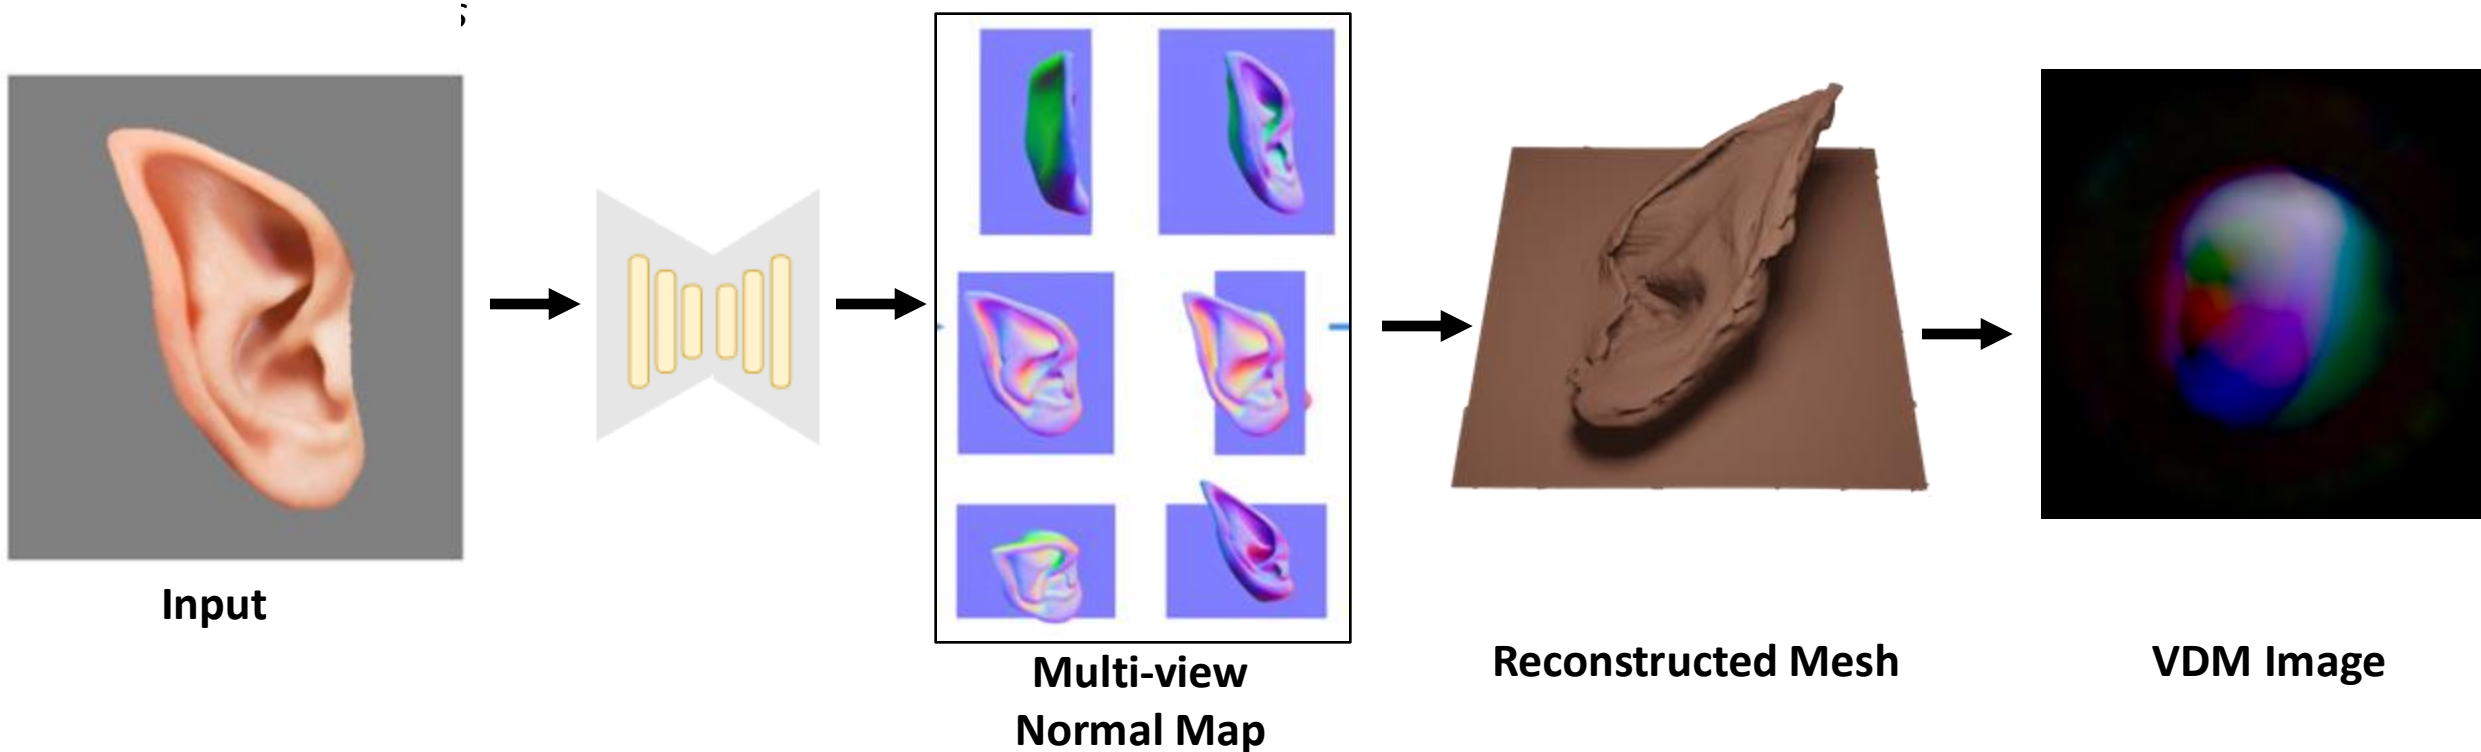 Input
Multi-view
Normal Map
Reconstructed Mesh
VDM Image